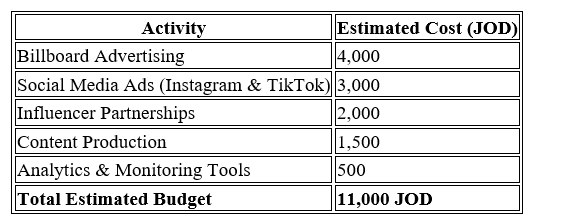 Activity Estimated Cost (JOD)
Billboard Advertising 4,000
Social Media Ads (Instagram & TikTok) 3,000
Influencer Partnerships 2,000
Content Production 1,500
Analytics & Monitoring Tools 500
Total Estimated Budget 11,000 JOD